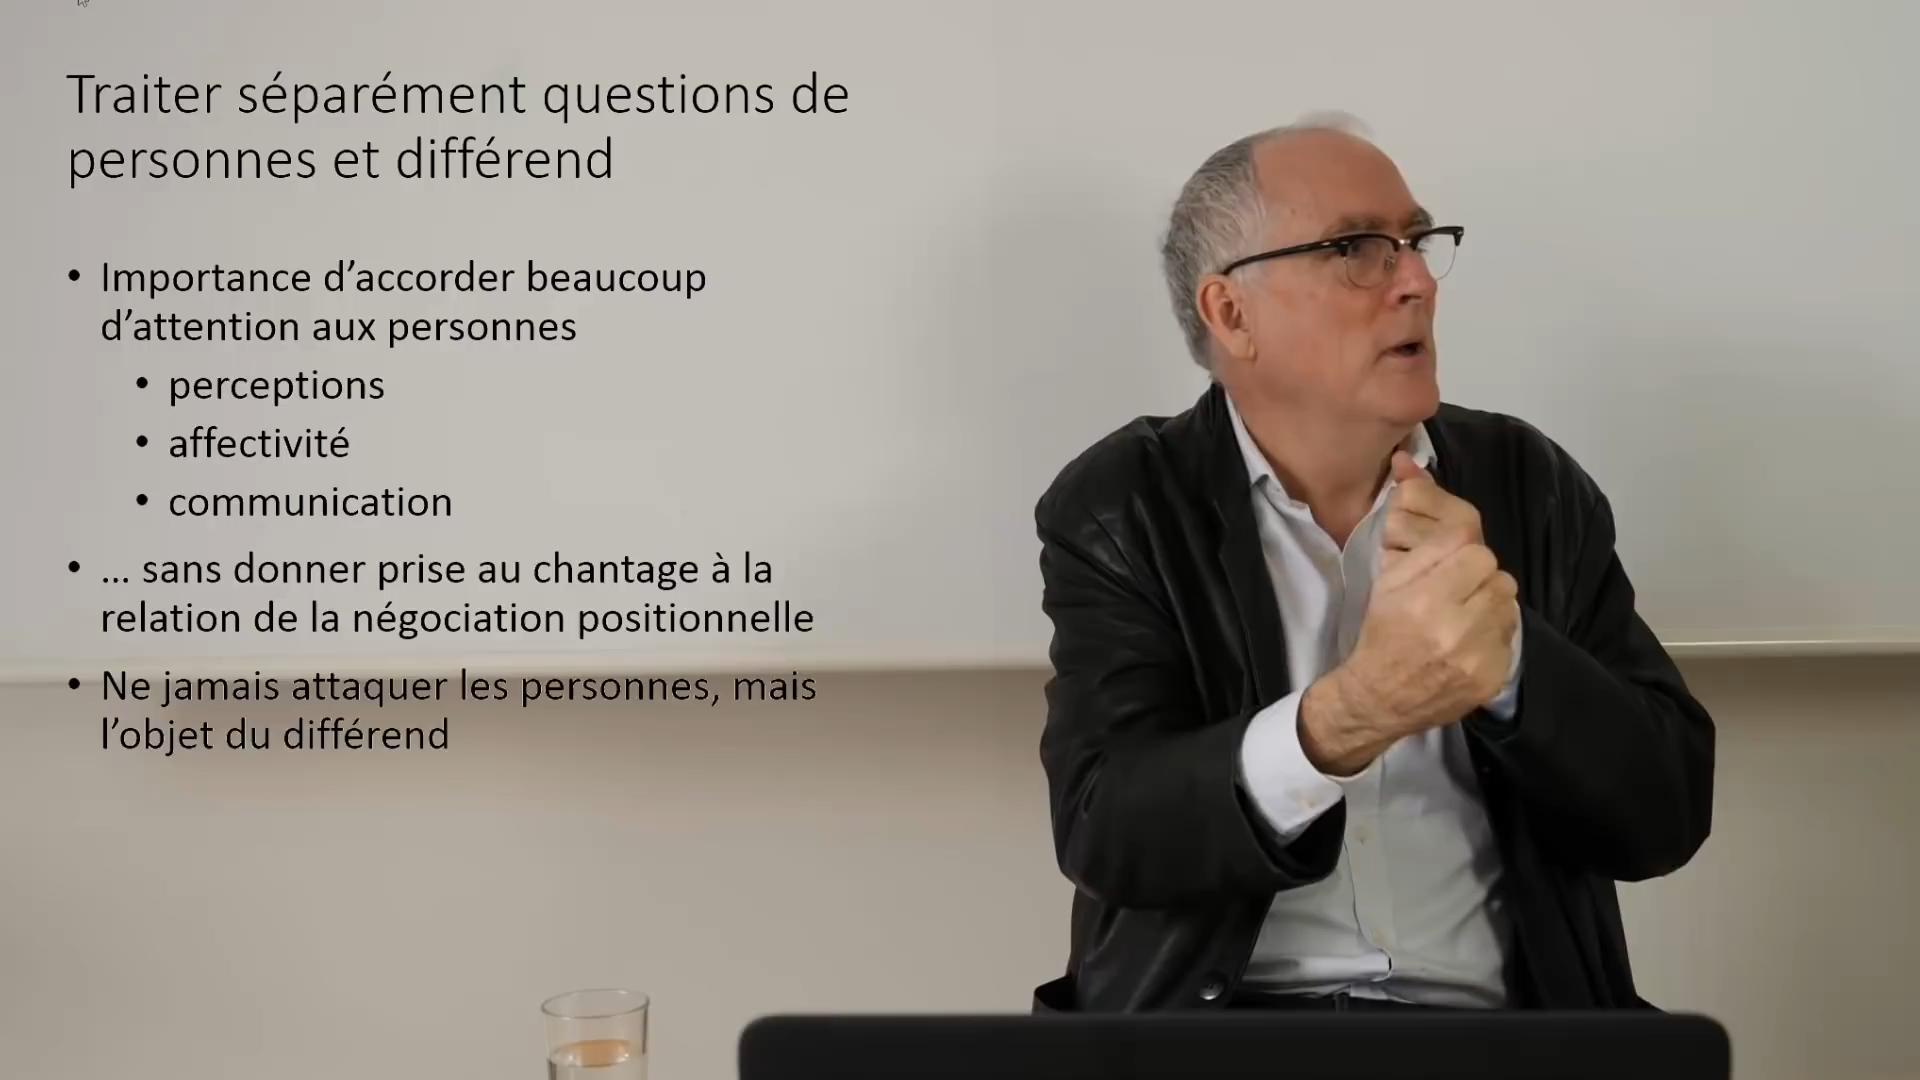 Traiter séparément questions de
personnes et différend
• Importance d’accorder beaucoup
d’attention aux personnes
• perceptions
• affectivité
• communication
• ... sans donner prise au chantage à la
relation de la négociation positionnelle
• Ne jamais attaquer les personnes, mais
l’objet du différend